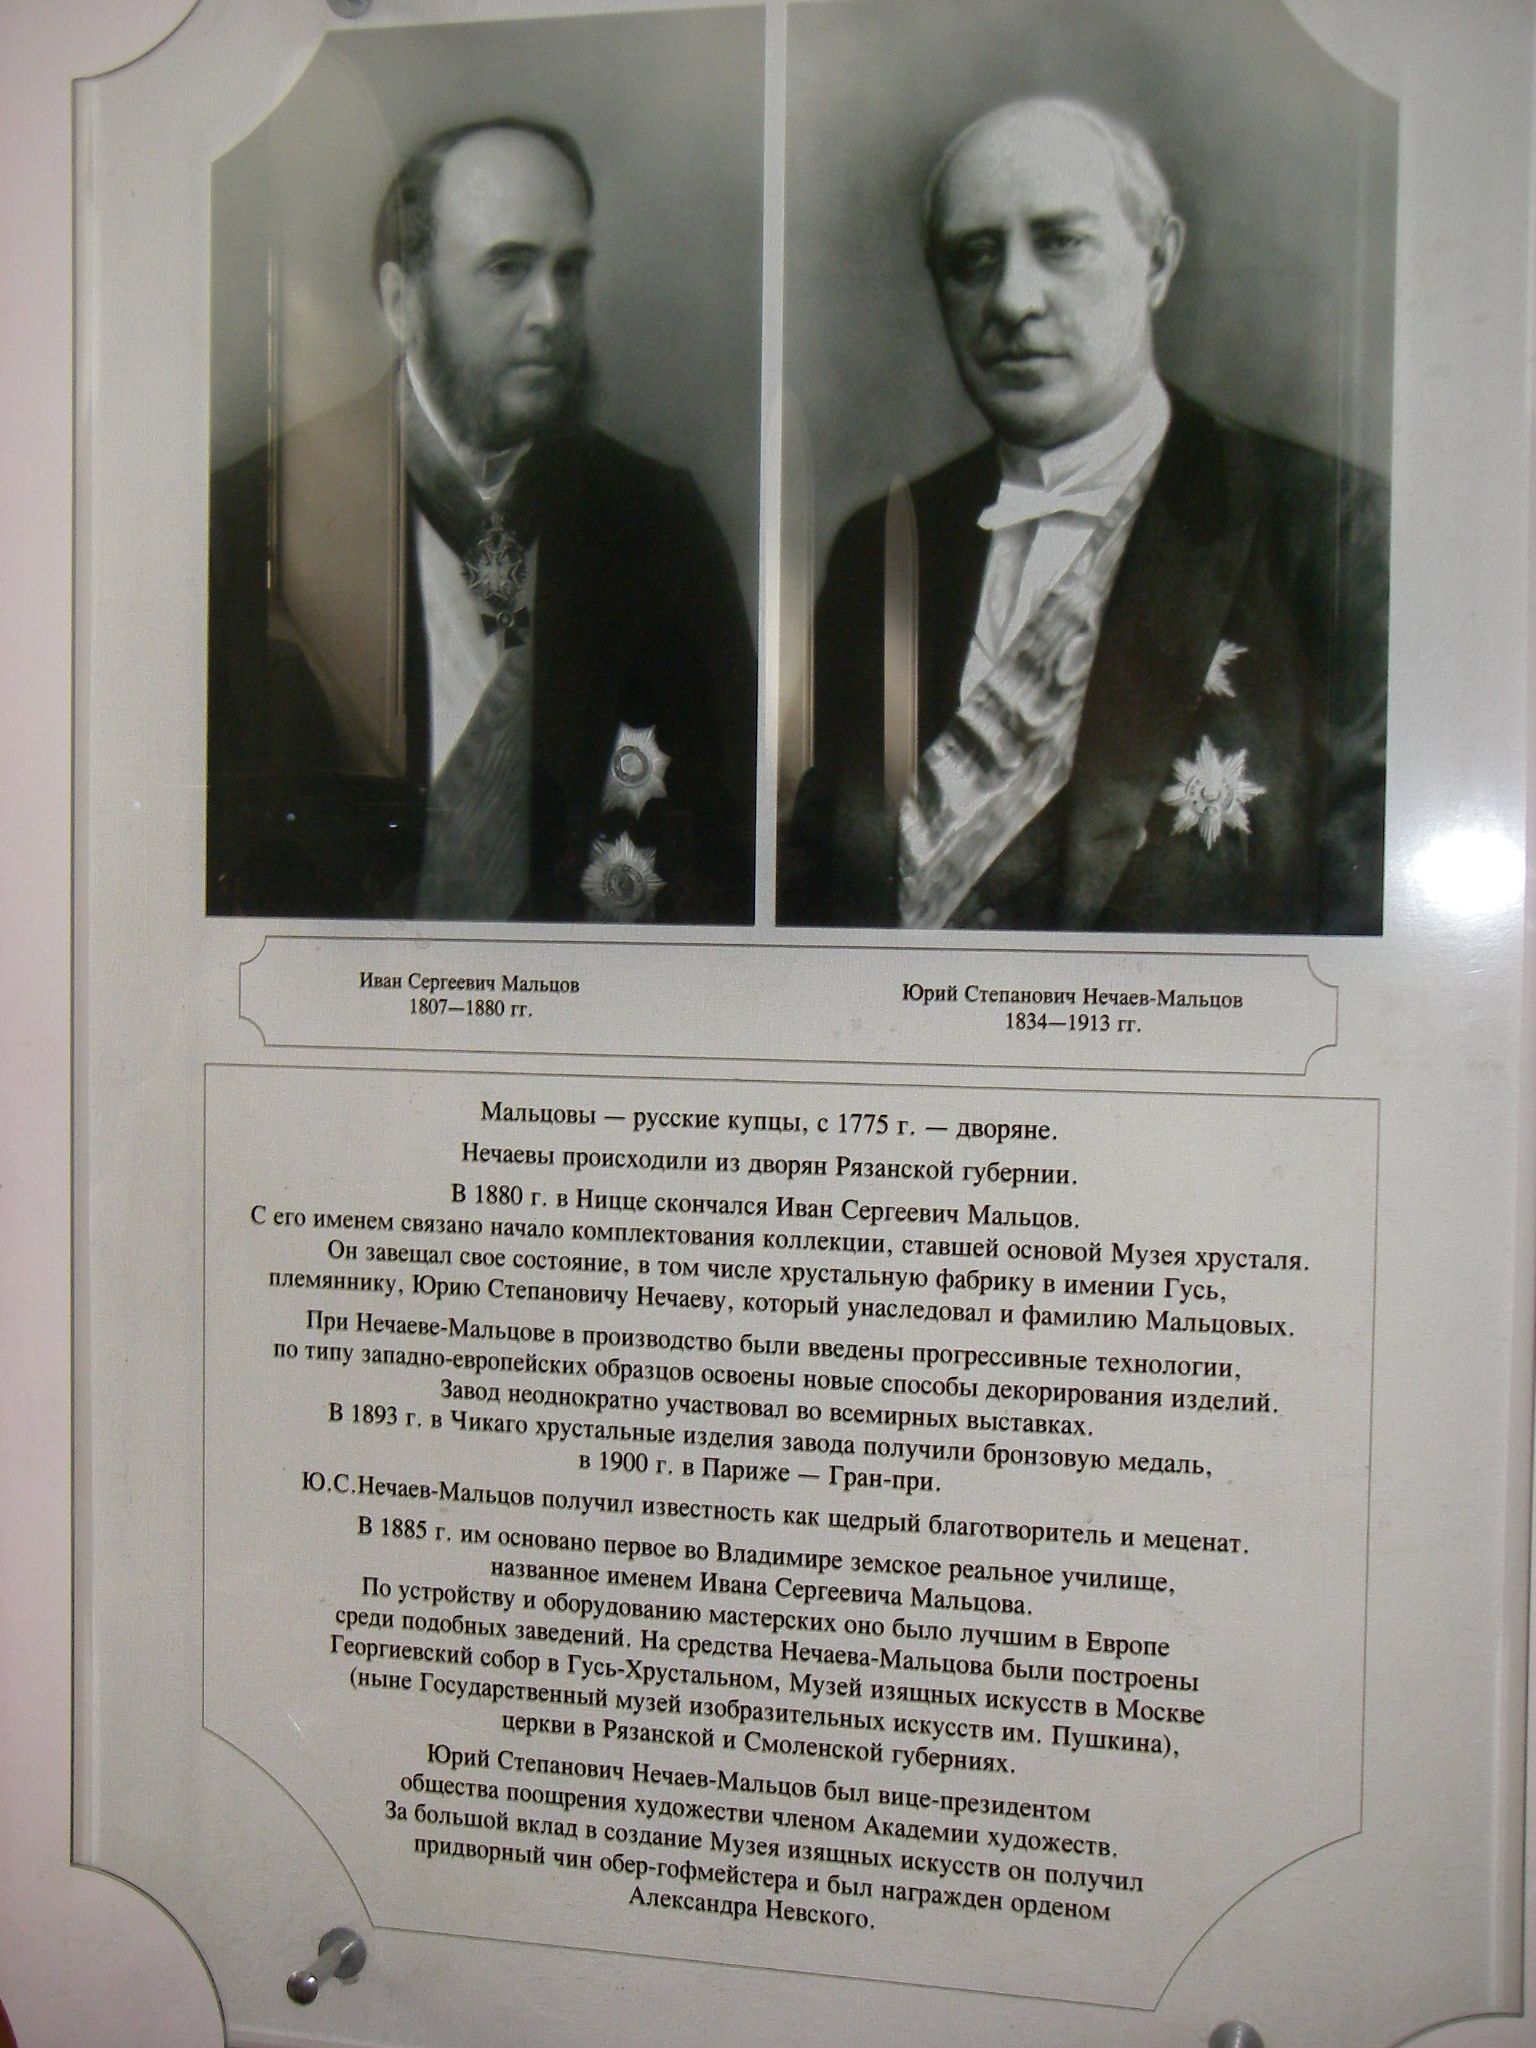 Иван Сергеевич Мальцов
1807—1880 гг.
Юрий Степанович Нечаев-Мальцов
1834—1913 гг.
Мальцовы — русские купцы, с 1775 г. — дворяне.
Нечаевы происходили из дворян Рязанской губернии.
В 1880 г. в Ницце скончался Иван Сергеевич Мальцов.
С его именем связано начало комплектования коллекции, ставшей основой Музея хрусталя.
Он завещал свое состояние, в том числе хрустальную фабрику в имении Гусь,
племяннику, Юрию Степановичу Нечаеву, который унаследовал и фамилию Мальцовых.
При Нечаеве-Мальцове в производство были введены прогрессивные технологии,
по типу западно-европейских образцов освоены новые способы декорирования изделий.
Завод неоднократно участвовал во всемирных выставках.
В 1893 г. в Чикаго хрустальные изделия завода получили бронзовую медаль,
в 1900 г. в Париже — Гран-при.
Ю.С.Нечаев-Мальцов получил известность как щедрый благотворитель и меценат.
В 1885 г. им основано первое во Владимире земское реальное училище,
названное именем Ивана Сергеевича Мальцова.
По устройству и оборудованию мастерских оно было лучшим в Европе
среди подобных заведений. На средства Нечаева-Мальцова были построены
Георгиевский собор в Гусь-Хрустальном, Музей изящных искусств в Москве
(ныне Государственный музей изобразительных искусств им. Пушкина),
церкви в Рязанской и Смоленской губерниях.
Юрий Степанович Нечаев-Мальцов был вице-президентом
общества поощрения художестви членом Академии художеств.
За большой вклад в создание Музея изящных искусств он получил
придворный чин обер-гофмейстера и был награжден орденом
Александра Невского.